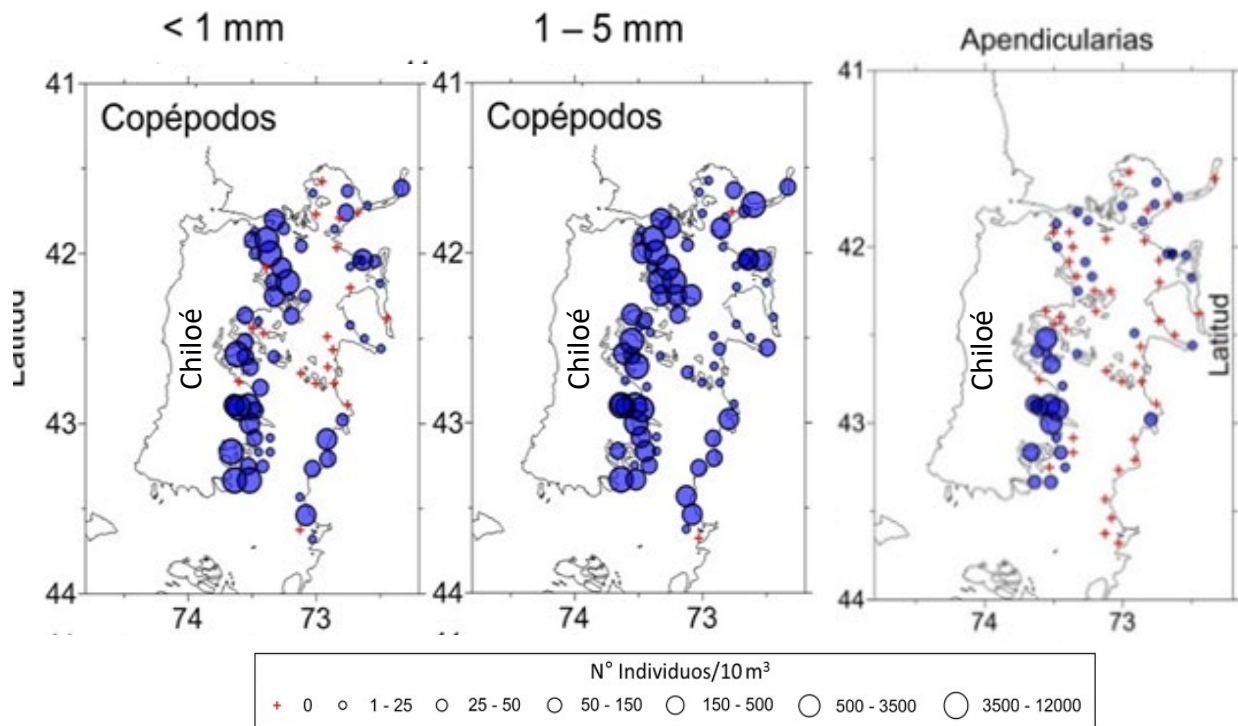 < 1 mm
1 – 5 mm
Apendicularias
41
Copépodos
42
Latitud
Chiloé
43
44
74
73
41
Copépodos
42
Chiloé
43
44
74
73
41
42
Latitud
Chiloé
43
44
74
73
N° Individuos/10 m³
0
1 - 25
25 - 50
50 - 150
150 - 500
500 - 3500
3500 - 12000